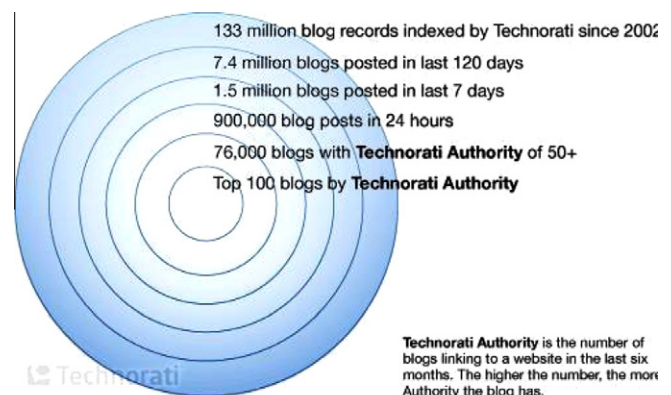 133 million blog records indexed by Technorati since 2002
7.4 million blogs posted in last 120 days
1.5 million blogs posted in last 7 days
900,000 blog posts in 24 hours
76,000 blogs with Technorati Authority of 50+
Top 100 blogs by Technorati Authority
Technorati Authority is the number of
blogs linking to a website in the last six
months. The higher the number, the more
Authority the blog has.
Technorati